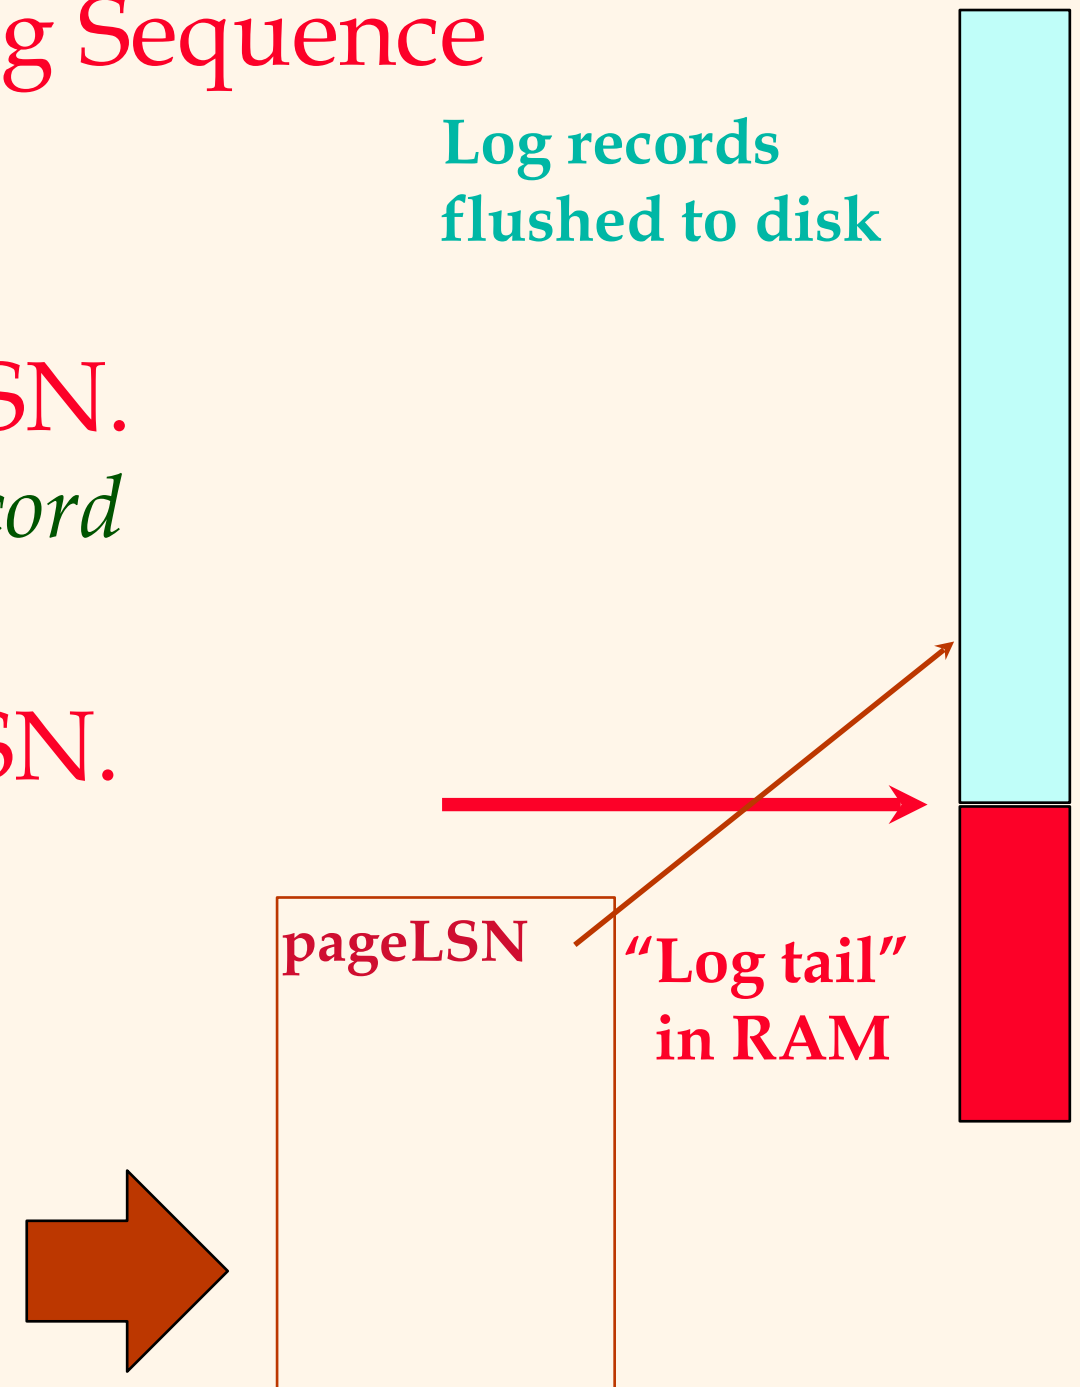 g Sequence
Log records
flushed to disk
SN.
cord
SN.
pageLSN
“Log tail”
in RAM